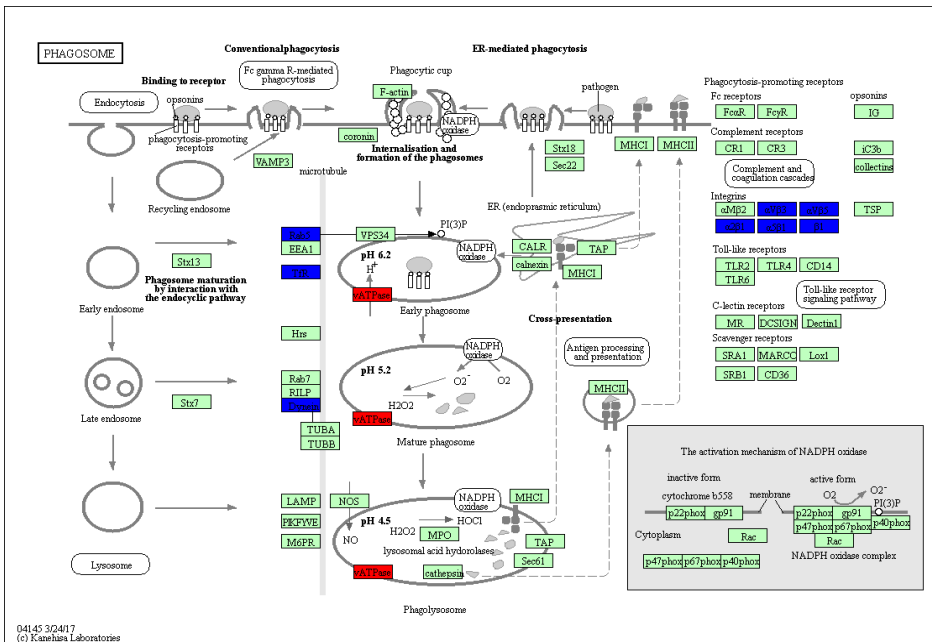 PHAGOSOME
Conventionalphagocytosis
ER-mediated phagocytosis
Binding to receptor
Fc gamma R-mediated
phagocytosis
Phagocytic cup
F-actin
Endocytosis
opsonins
pathogen
NADPH
oxidase
phagocytosis-promoting
receptors
coronin
VAMP3
Internalisation and
formation of the phagosomes
Stx18
Sec22
MHCI
MHCII
Recycling endosome
microtubule
ER (endoprasmic reticulum)
Phagocytosis-promoting receptors
Fc receptors
opsonins
FcαR
FcγR
IG
Complement receptors
CR1
CR3
iC3b
Complement and
coagulation cascades
collectins
Integrins
αMβ2
TSP
Toll-like receptors
TLR2
TLR4
CD14
TLR6
Toll-like receptor
signaling pathway
C-lectin receptors
MR
DCSIGN
Dectin1
Scavenger receptors
SRA1
MARCO
Lox1
SRB1
CD36
EEA1
VPS34
PI(3)P
NADPH
oxidase
CALR
TAP
calnexin
MHCI
pH 6.2
H+
vATPase
Stx13
Phagosome maturation
by interaction with
the endocyclic pathway
Early endosome
Early phagosome
Cross-presentation
Hrs
NADPH
oxidase
Antigen processing
and presentation
pH 5.2
O2-
O2
H2O2
MHCII
Rab7
RILP
vATPase
Stx7
Late endosome
TUBA
TUBB
Mature phagosome
LAMP
NOS
NADPH
oxidase
MHCI
PIKFYVE
pH 4.5
H2O2
HOCl
MPO
M6PR
NO
lysosomal acid hydorolases
TAP
Sec61
vATPase
cathepsin
Lysosome
Phagolysosome
The activation mechanism of NADPH oxidase
inactive form
active form
cytochrome b558
membrane
O2
O2-
PI(3)P
p22phox
gp91
p22phox
gp91
p47phox
p67phox
p40phox
Cytoplasm
Rac
Rac
p47phox
p67phox
p40phox
NADPH oxidase complex
04145 3/24/17
(c) Kanehisa Laboratories